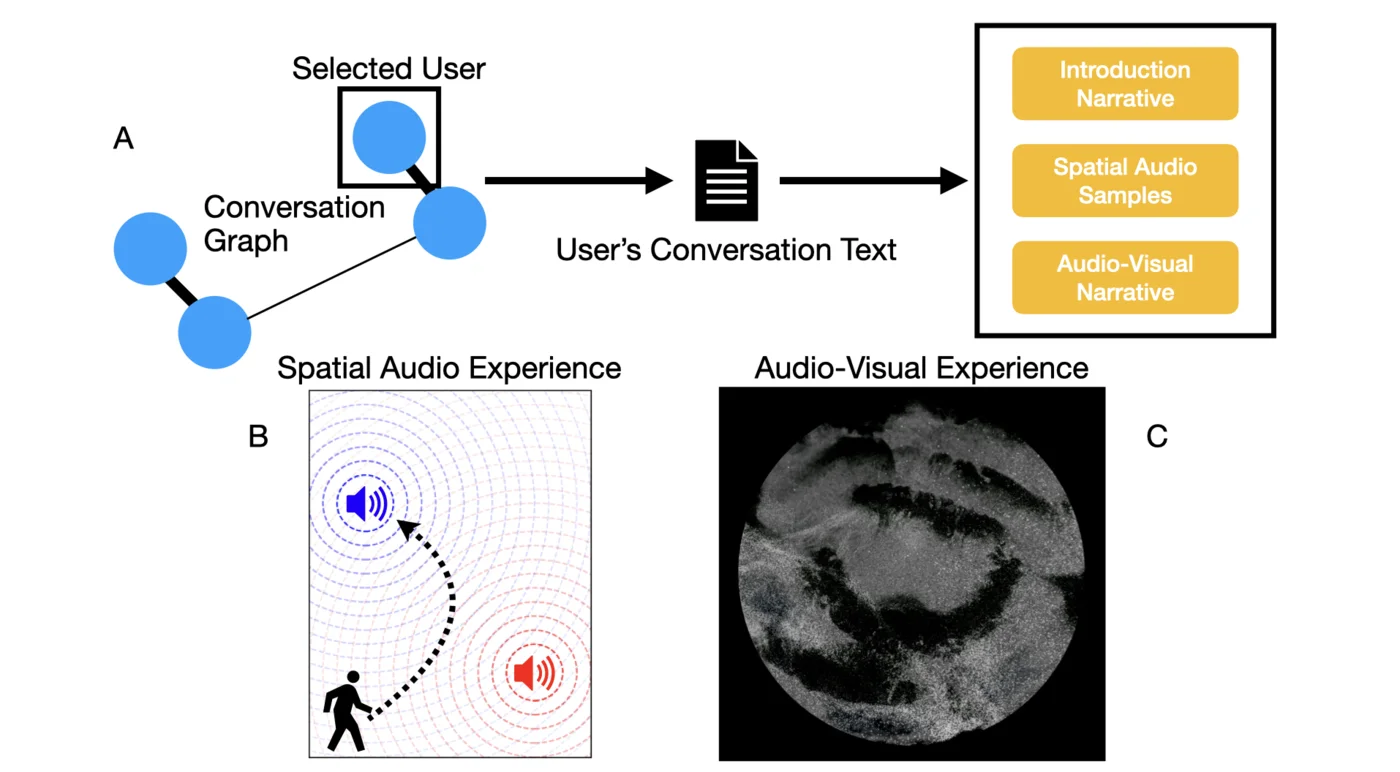 Selected User
A
Conversation
Graph
User's Conversation Text
Introduction
Narrative
Spatial Audio
Samples
Audio-Visual
Narrative
Spatial Audio Experience
B
Audio-Visual Experience
C